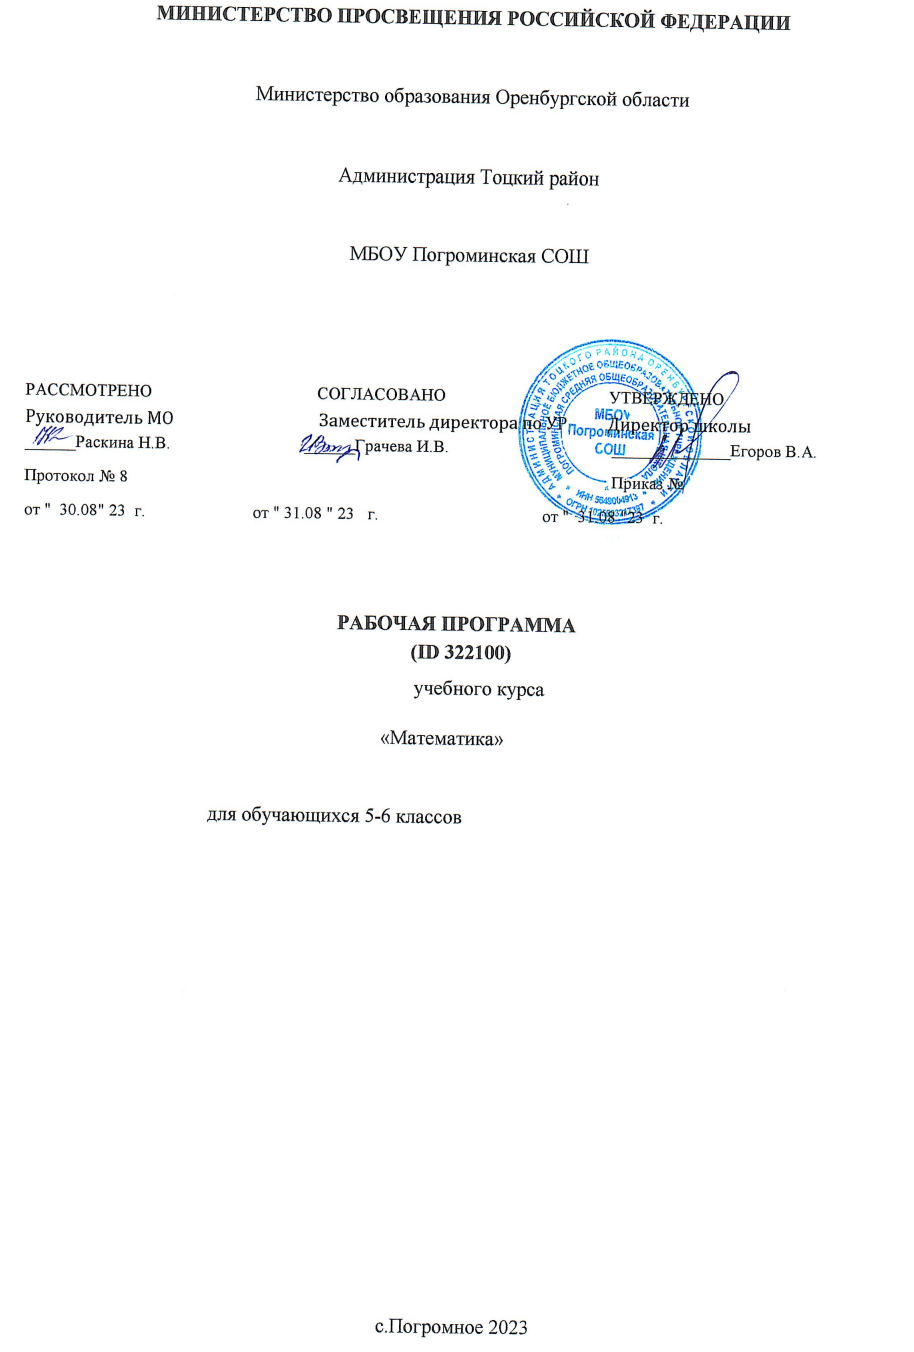 МИНИСТЕРСТВО ПРОСВЕЩЕНИЯ РОССИЙСКОЙ ФЕДЕРАЦИИ
Министерство образования Оренбургской области
Администрация Тоцкий район
МБОУ Погроминская СОШ
РАССМОТРЕНО
Руководитель МО
Раскина Н.В.
Протокол № 8
от " 30.08" 23 г.
СОГЛАСОВАНО
Заместитель директора по УР
Грачева И.В.
от " 31.08 " 23 г.
УТВЕРЖДЕНО
Директор школы
Егоров В.А.
Приказ №
от " 31.08 " 23 г.
МБОУ
Погроминская
СОШ
РАБОЧАЯ ПРОГРАММА
(ID 322100)
учебного курса
«Математика»
для обучающихся 5-6 классов
с.Погромное 2023